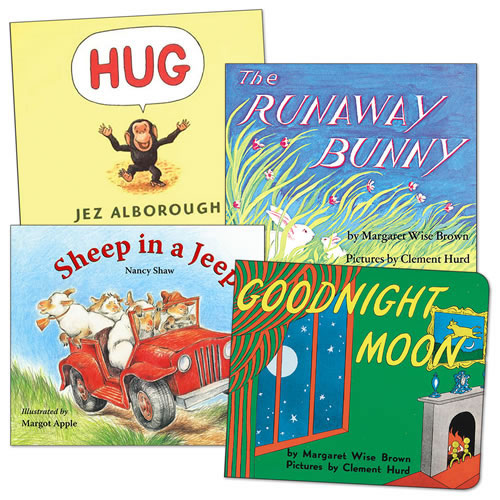 HUG
JEZ ALBOROUGH
The
RUNAWAY
BUNNY
by Margaret Wise Brown
Pictures by Clement Hurd
Sheep in a Jeep
Nancy Shaw
Illustrated by
Margot Apple
GOODNIGHT
MOON
by Margaret Wise Brown
Pictures by Clement Hurd